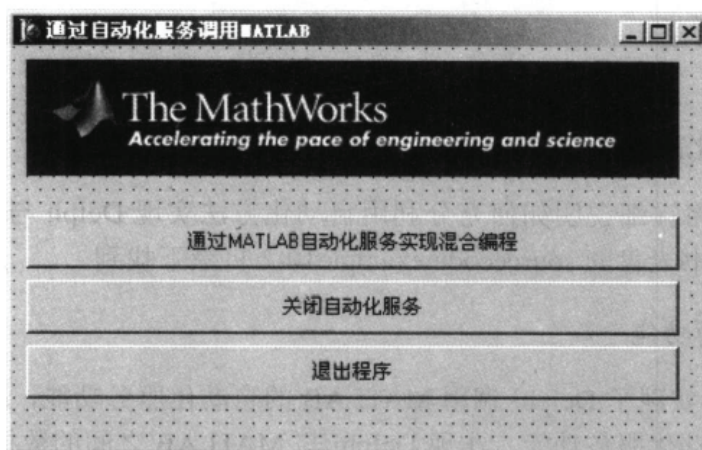 通过自动化服务调用MATLAB
The MathWorks
Accelerating the pace of engineering and science
通过MATLAB自动化服务实现混合编程
关闭自动化服务
退出程序